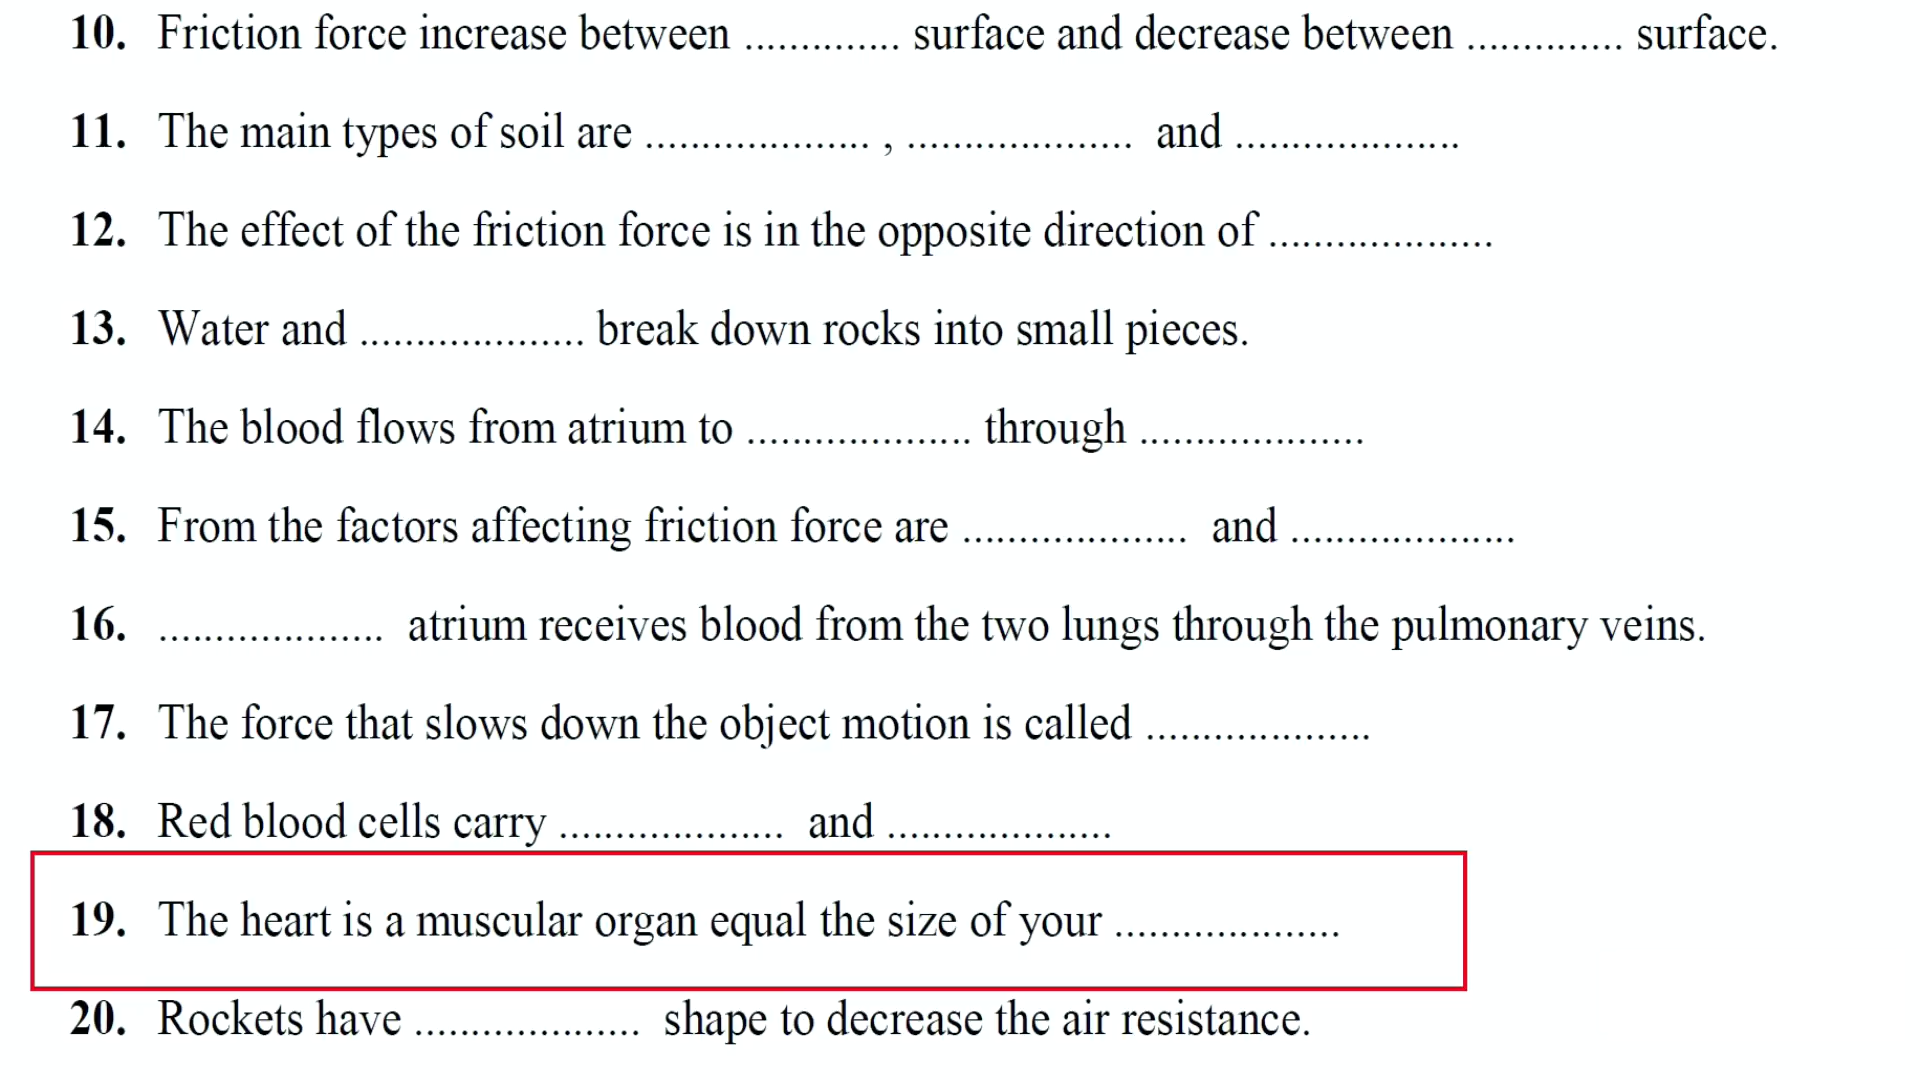 10. Friction force increase between .............. surface and decrease between .............. surface.
11. The main types of soil are .................... , .................... and ....................
12. The effect of the friction force is in the opposite direction of ....................
13. Water and .................... break down rocks into small pieces.
14. The blood flows from atrium to .................... through ....................
15. From the factors affecting friction force are .................... and ....................
16. .................... atrium receives blood from the two lungs through the pulmonary veins.
17. The force that slows down the object motion is called ....................
18. Red blood cells carry .................... and ....................
19. The heart is a muscular organ equal the size of your ....................
20. Rockets have .................... shape to decrease the air resistance.